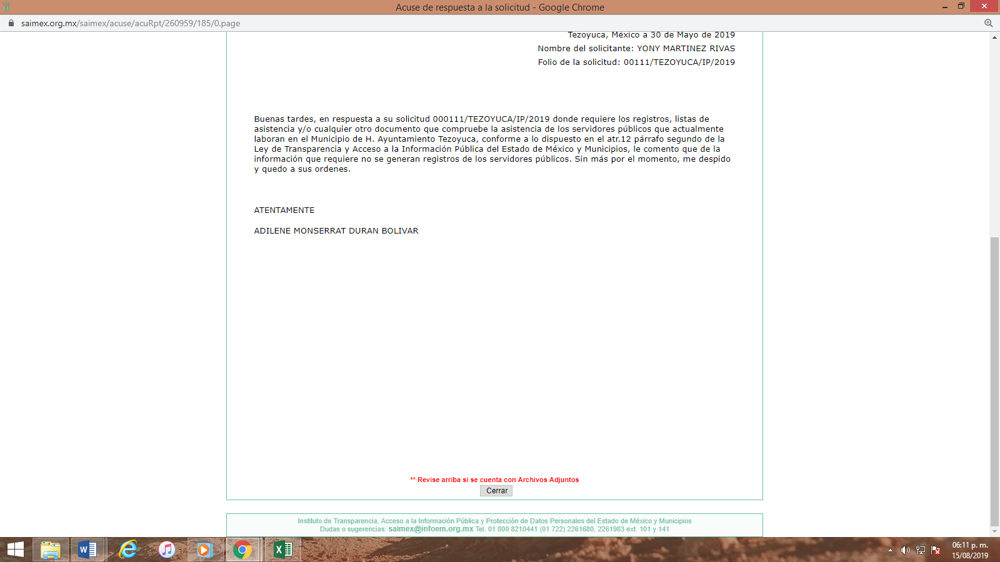 Acuse de respuesta a la solicitud - Google Chrome
saimex.org.mx/saimex/acuse/acuRpt/260959/185/0.page
Tezoyuca, México a 30 de Mayo de 2019
Nombre del solicitante: YONY MARTINEZ RIVAS
Folio de la solicitud: 00111/TEZOYUCA/IP/2019
Buenas tardes, en respuesta a su solicitud 000111/TEZOYUCA/IP/2019 donde requiere los registros, listas de
asistencia y/o cualquier otro documento que compruebe la asistencia de los servidores públicos que actualmente
laboran en el Municipio de H. Ayuntamiento Tezoyuca, conforme a lo dispuesto en el atr.12 párrafo segundo de la
Ley de Transparencia y Acceso a la Información Pública del Estado de México y Municipios, le comento que de la
información que requiere no se generan registros de los servidores públicos. Sin más por el momento, me despido
y quedo a sus ordenes.
ATENTAMENTE
ADILENE MONSERRAT DURAN BOLIVAR
** Revise arriba si se cuenta con Archivos Adjuntos
Cerrar
Instituto de Transparencia, Acceso a la Información Pública y Protección de Datos Personales del Estado de México y Municipios
Dudas o sugerencias: saimex@infoem.org.mx Tel. 01 800 8210441 (01 722) 2261680, 2261983 ext. 101 y 141
06:11 p. m.
15/08/2019